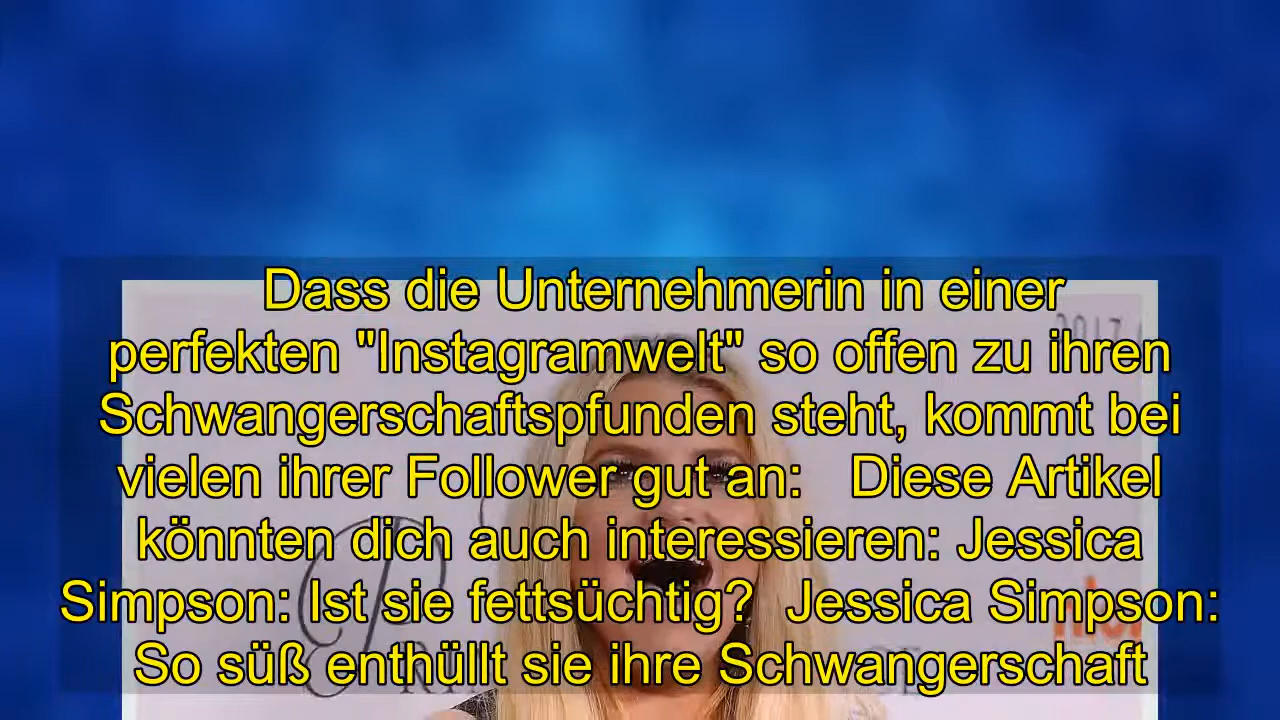 Dass die Unternehmerin in einer
perfekten "Instagramwelt" so offen zu ihren
Schwangerschaftspfunden steht, kommt bei
vielen ihrer Follower gut an:   Diese Artikel
könnten dich auch interessieren: Jessica
Simpson: Ist sie fettsüchtig?  Jessica Simpson:
So süß enthüllt sie ihre Schwangerschaft
2017